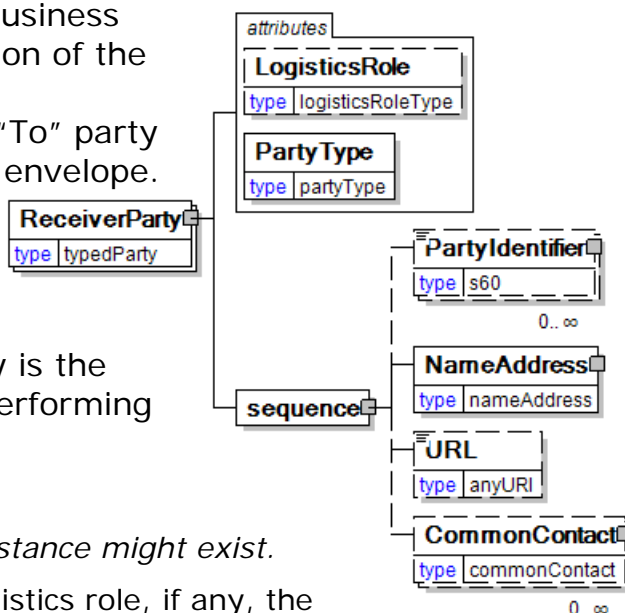 usiness
on of the
"To" party
envelope.
y is the
erforming
stance might exist.
istics role, if any, the
attributes
LogisticsRole
type logisticsRoleType
PartyType
type partyType
ReceiverParty
type typedParty
sequence
PartyIdentifier
type s60
0.. ∞
NameAddress
type nameAddress
URL
type anyURI
CommonContact
type commonContact
0 ∞